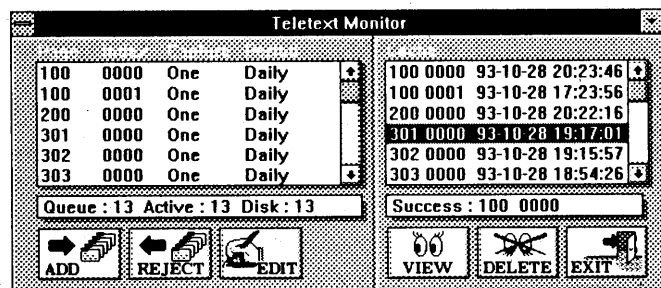 Teletext Monitor
100 0000 One Daily
100 0001 One Daily
200 0000 One Daily
301 0000 One Daily
302 0000 One Daily
303 0000 One Daily
Queue : 13 Active : 13 Disk : 13
ADD
REJECT
EDIT
100 0000 93-10-28 20:23:46
100 0001 93-10-28 17:23:56
200 0000 93-10-28 20:22:16
301 0000 93-10-28 19:17:01
302 0000 93-10-28 19:15:57
303 0000 93-10-28 18:54:26
Success : 100 0000
VIEW
DELETE
EXIT